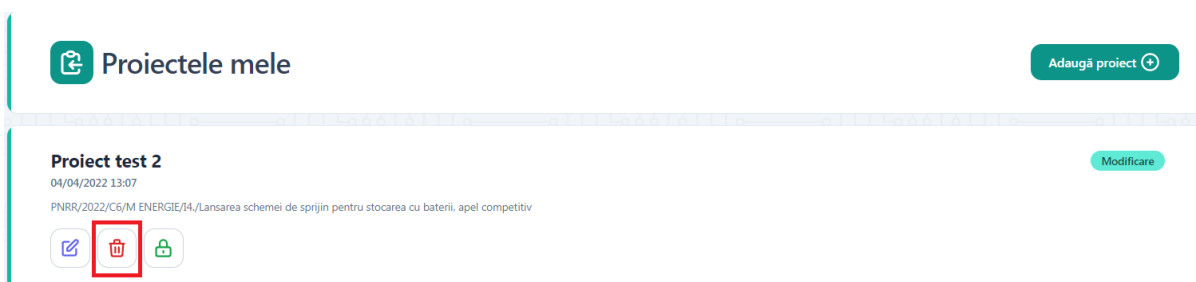 Proiectele mele
Adaugă proiect
Proiect test 2
Modificare
04/04/2022 13:07
PNRR/2022/C6/M ENERGIE/I4./Lansarea schemei de sprijin pentru stocarea cu baterii, apel competitiv